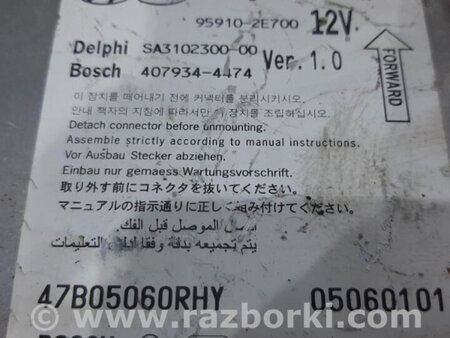 95910-2E700 12V
Delphi SA3102300-00
Bosch 407934-4474 Ver.1.0
FORWARD
이 장치를 떼어내기 전에 커넥터를 분리시키시오.
안내 책자의 지침에 따라서만 이 장치를 조립하십시오.
Detach connector before unmounting.
Assemble strictly according to manual instructions.
Vor Ausbau Stecker abziehen.
Einbau nur gemaess Wartungsvorschrift.
取り外す前にコネクタを抜いてください。
マニュアルの指示通りに正しく組み付けてください。
الموصل قبل الفك.
يتم تجميعه بدقة وفقا التعليمات
47B05060RHY 05060101
BOSCH
© www.razborki.com